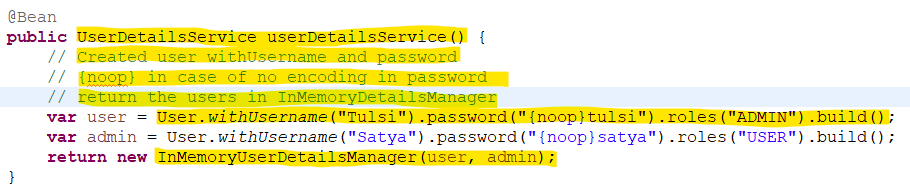 @Bean
public UserDetailsService userDetailsService() {
// Created user withUsername and password
// {noop} in case of no encoding in password
// return the users in InMemoryDetailsManager
var user = User.withUsername("Tulsi").password("{noop}tulsi").roles("ADMIN").build();
var admin = User.withUsername("Satya").password("{noop}satya").roles("USER").build();
return new InMemoryUserDetailsManager(user, admin);
}